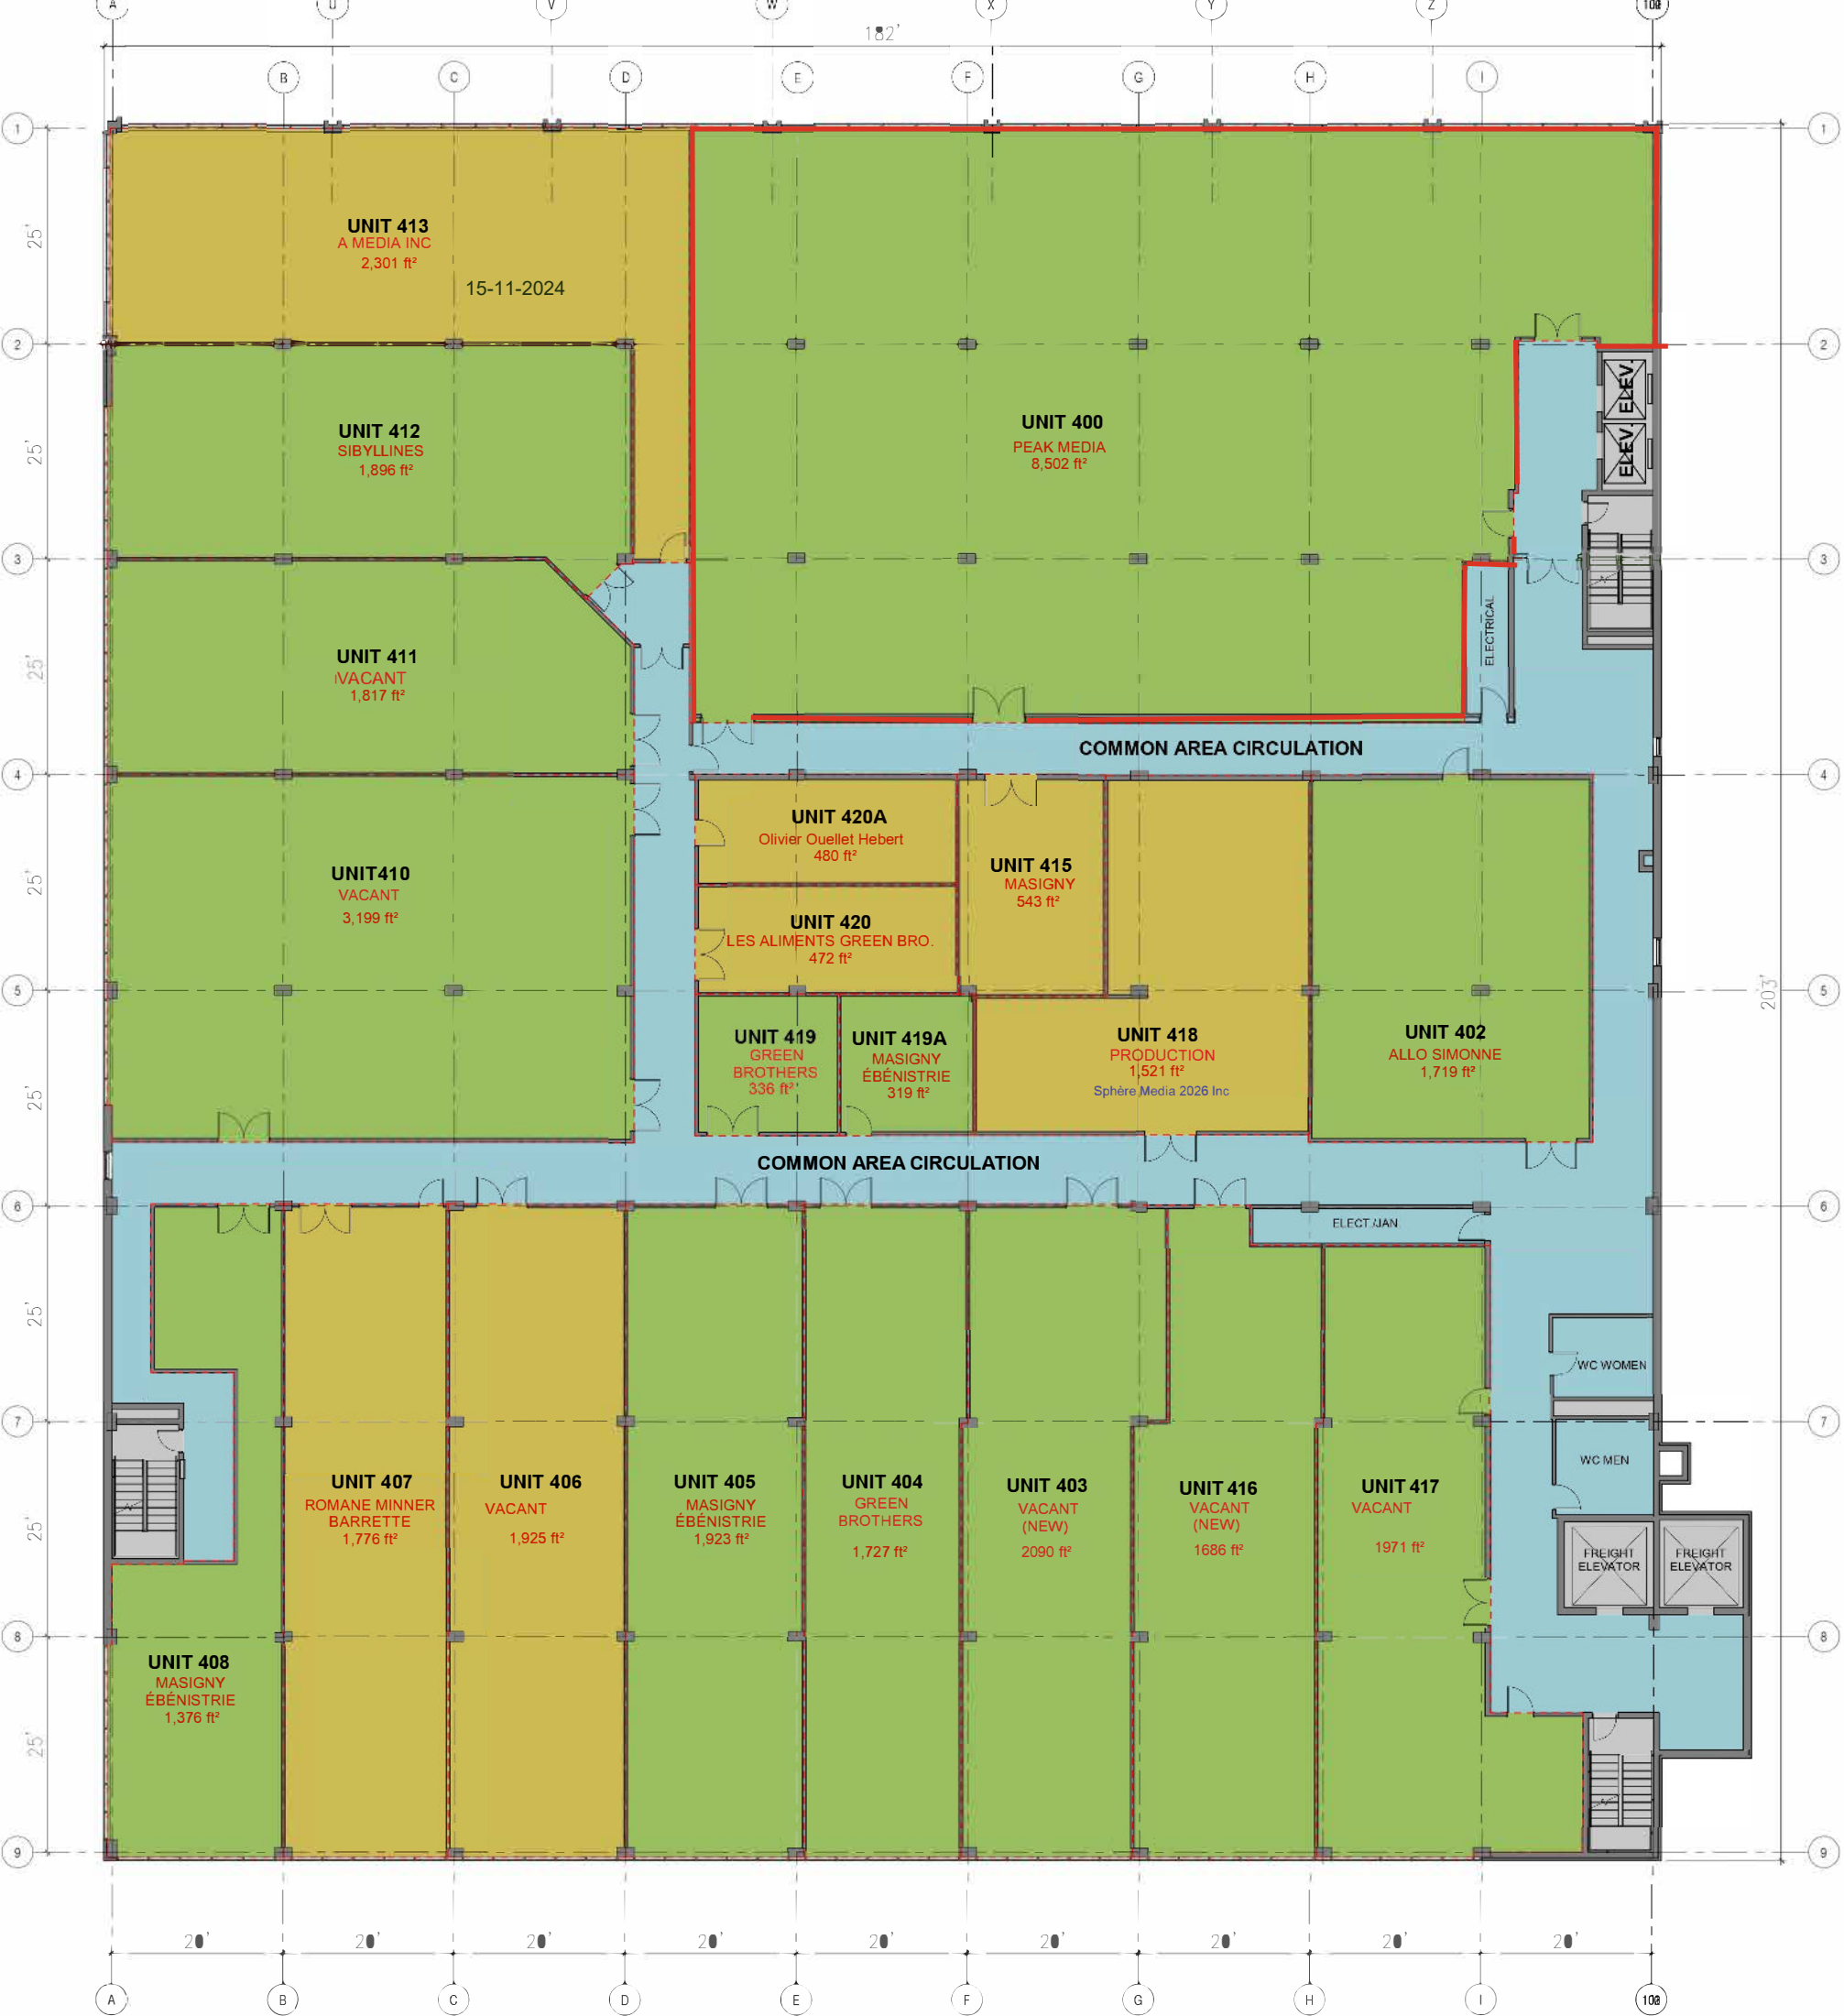 A U V W X Y Z
182'
B C D E F G H I
1 1
25'
UNIT 413
A MEDIA INC
2,301 ft²
15-11-2024
2 2
25'
UNIT 412
SIBYLLINES
1,896 ft²
UNIT 400
PEAK MEDIA
8,502 ft²
ELEV.
ELEV.
3 3
25'
UNIT 411
VACANT
1,817 ft²
ELECTRICAL
COMMON AREA CIRCULATION
4 4
25'
UNIT410
VACANT
3,199 ft²
UNIT 420A
Olivier Ouellet Hebert
480 ft²
UNIT 420
LES ALIMENTS GREEN BRO.
472 ft²
UNIT 415
MASIGNY
543 ft²
5 5
203'
25'
UNIT 419
GREEN
BROTHERS
336 ft²
UNIT 419A
MASIGNY
ÉBÉNISTRIE
319 ft²
UNIT 418
PRODUCTION
1,521 ft²
Sphère Media 2026 Inc
UNIT 402
ALLO SIMONNE
1,719 ft²
COMMON AREA CIRCULATION
6 6
ELECT./JAN.
25'
WC WOMEN
7 7
WC MEN
25'
UNIT 407
ROMANE MINNER
BARRETTE
1,776 ft²
UNIT 406
VACANT
1,925 ft²
UNIT 405
MASIGNY
ÉBÉNISTRIE
1,923 ft²
UNIT 404
GREEN
BROTHERS
1,727 ft²
UNIT 403
VACANT
(NEW)
2090 ft²
UNIT 416
VACANT
(NEW)
1686 ft²
UNIT 417
VACANT
1971 ft²
FREIGHT
ELEVATOR
FREIGHT
ELEVATOR
8 8
UNIT 408
MASIGNY
ÉBÉNISTRIE
1,376 ft²
25'
9 9
20' 20' 20' 20' 20' 20' 20' 20' 20'
A B C D E F G H I